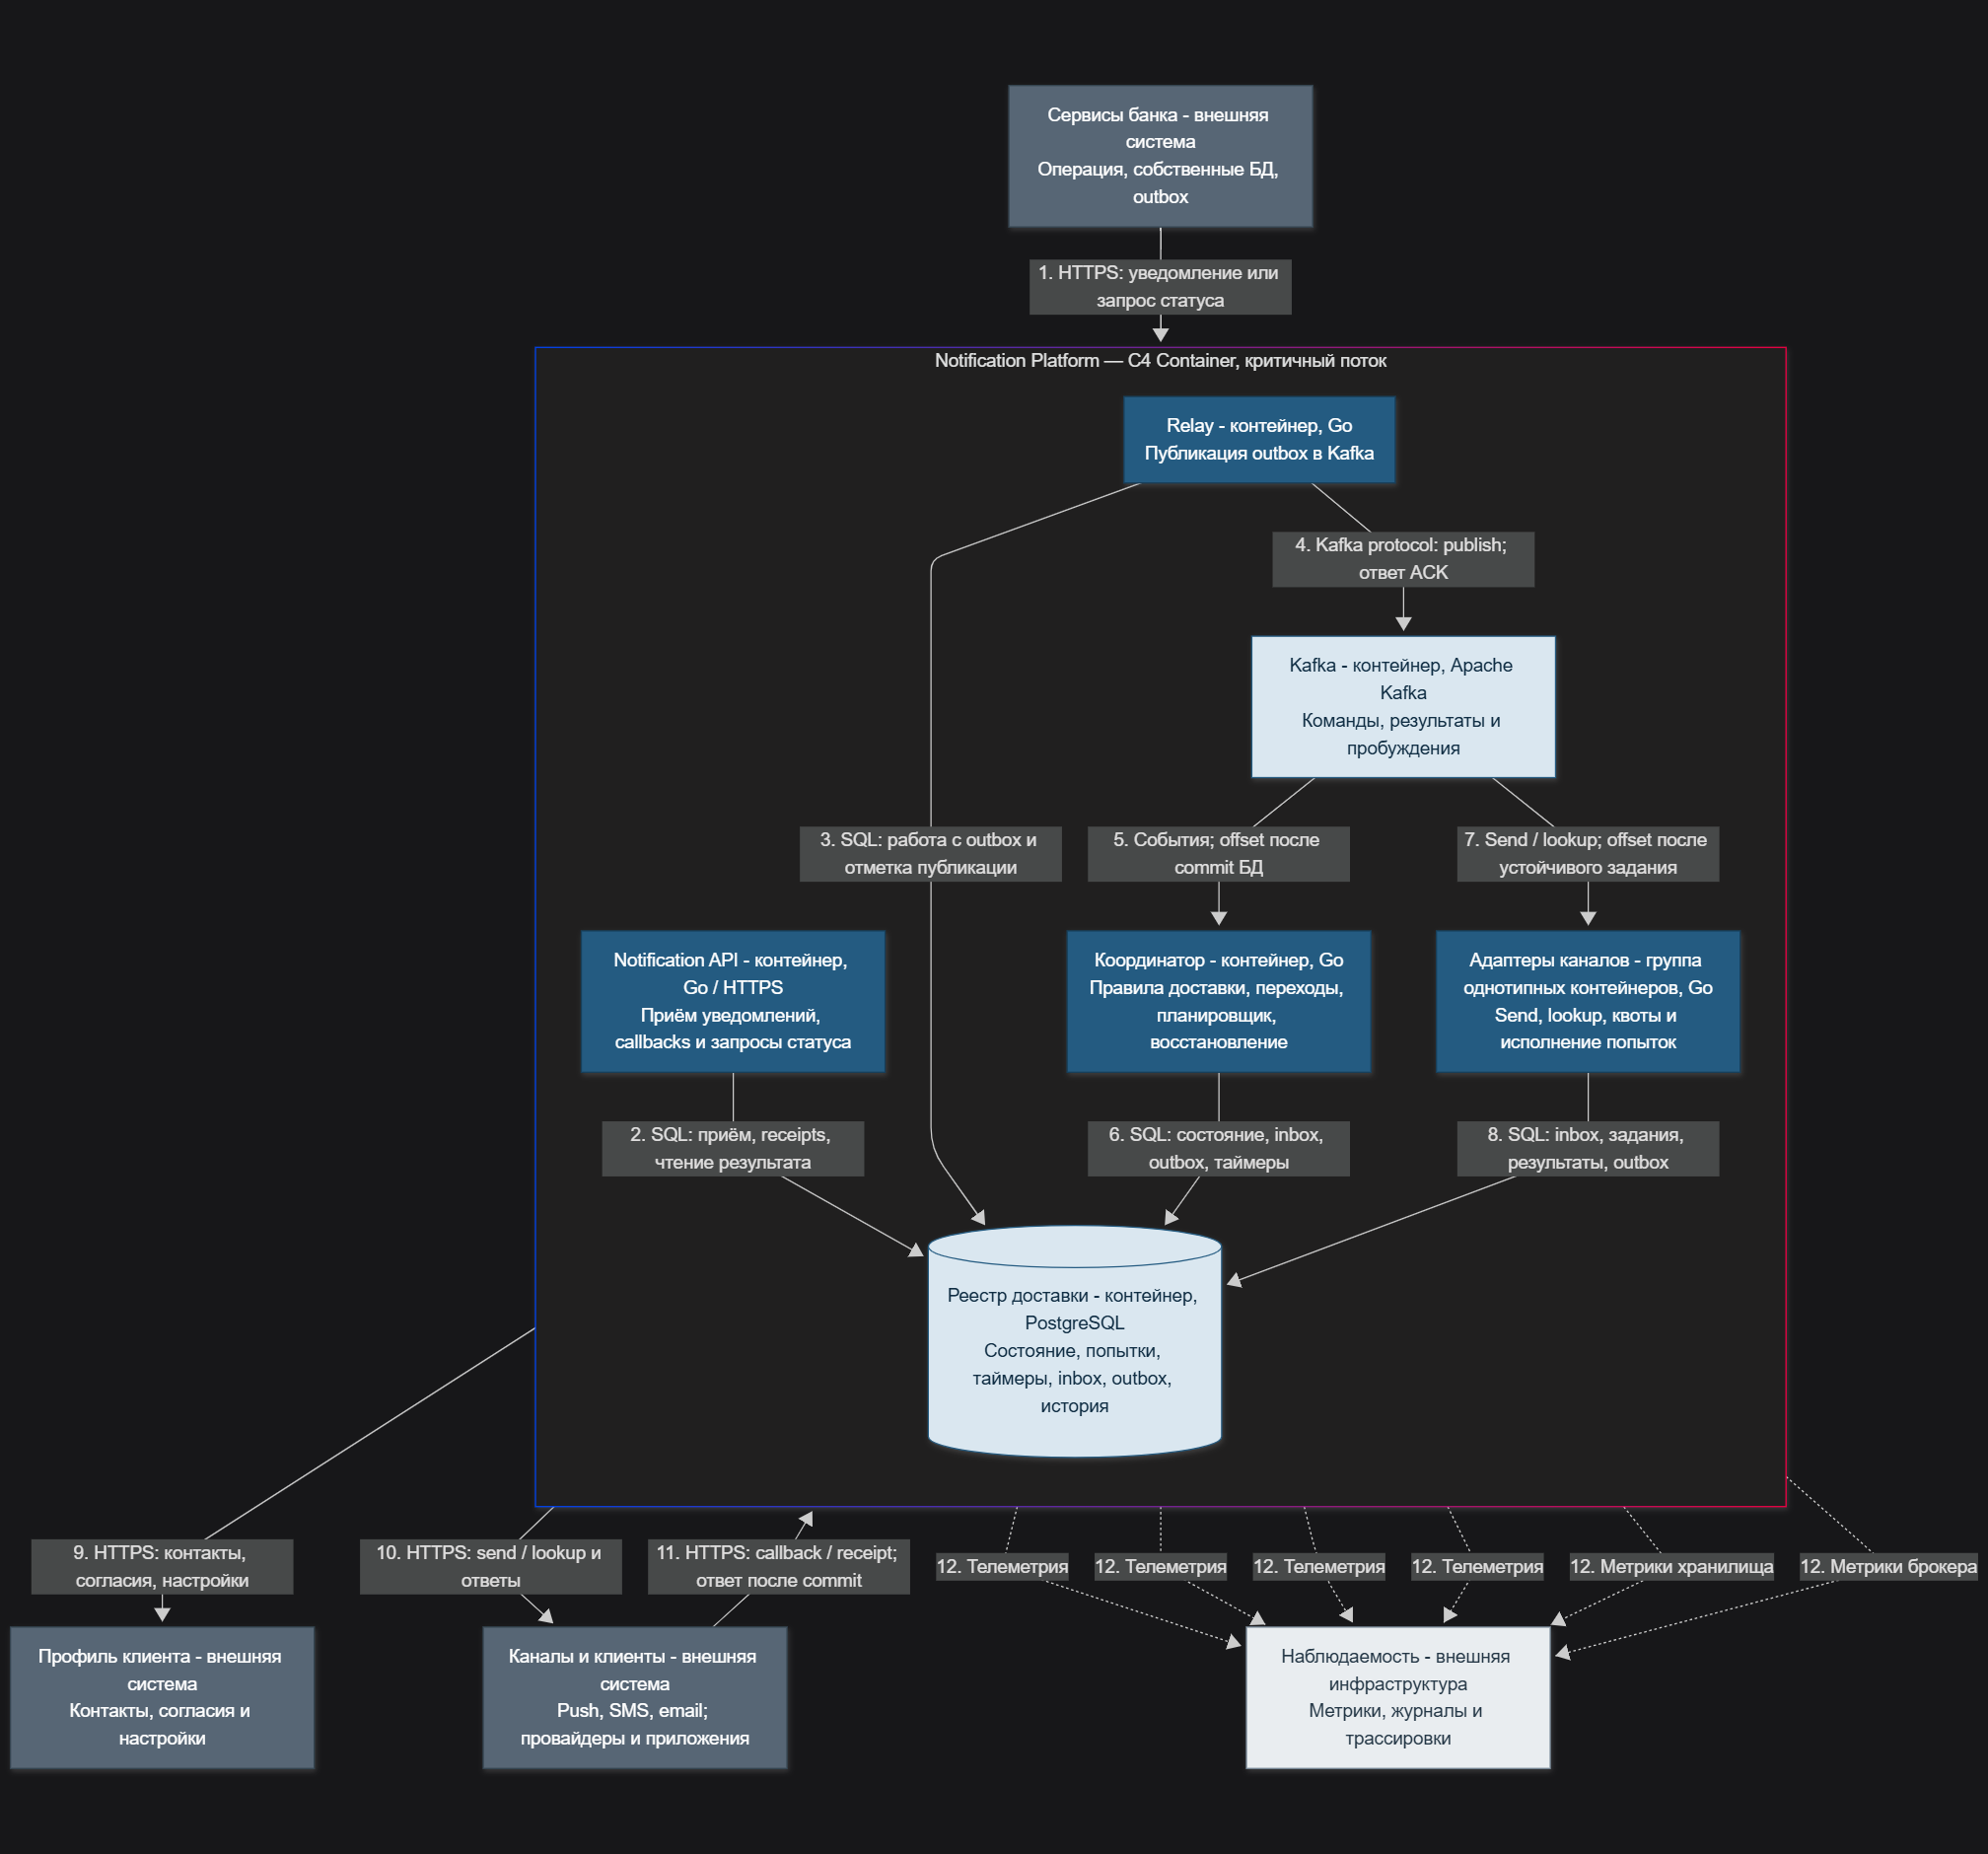 Сервисы банка - внешняя
система
Операция, собственные БД,
outbox
1. HTTPS: уведомление или
запрос статуса
Notification Platform — C4 Container, критичный поток
Relay - контейнер, Go
Публикация outbox в Kafka
4. Kafka protocol: publish;
ответ ACK
Kafka - контейнер, Apache
Kafka
Команды, результаты и
пробуждения
3. SQL: работа с outbox и
отметка публикации
5. События; offset после
commit БД
7. Send / lookup; offset после
устойчивого задания
Notification API - контейнер,
Go / HTTPS
Приём уведомлений,
callbacks и запросы статуса
Координатор - контейнер, Go
Правила доставки, переходы,
планировщик,
восстановление
Адаптеры каналов - группа
однотипных контейнеров, Go
Send, lookup, квоты и
исполнение попыток
2. SQL: приём, receipts,
чтение результата
6. SQL: состояние, inbox,
outbox, таймеры
8. SQL: inbox, задания,
результаты, outbox
Реестр доставки - контейнер,
PostgreSQL
Состояние, попытки,
таймеры, inbox, outbox,
история
9. HTTPS: контакты,
согласия, настройки
10. HTTPS: send / lookup и
ответы
11. HTTPS: callback / receipt;
ответ после commit
12. Телеметрия
12. Телеметрия
12. Телеметрия
12. Телеметрия
12. Метрики хранилища
12. Метрики брокера
Профиль клиента - внешняя
система
Контакты, согласия и
настройки
Каналы и клиенты - внешняя
система
Push, SMS, email;
провайдеры и приложения
Наблюдаемость - внешняя
инфраструктура
Метрики, журналы и
трассировки